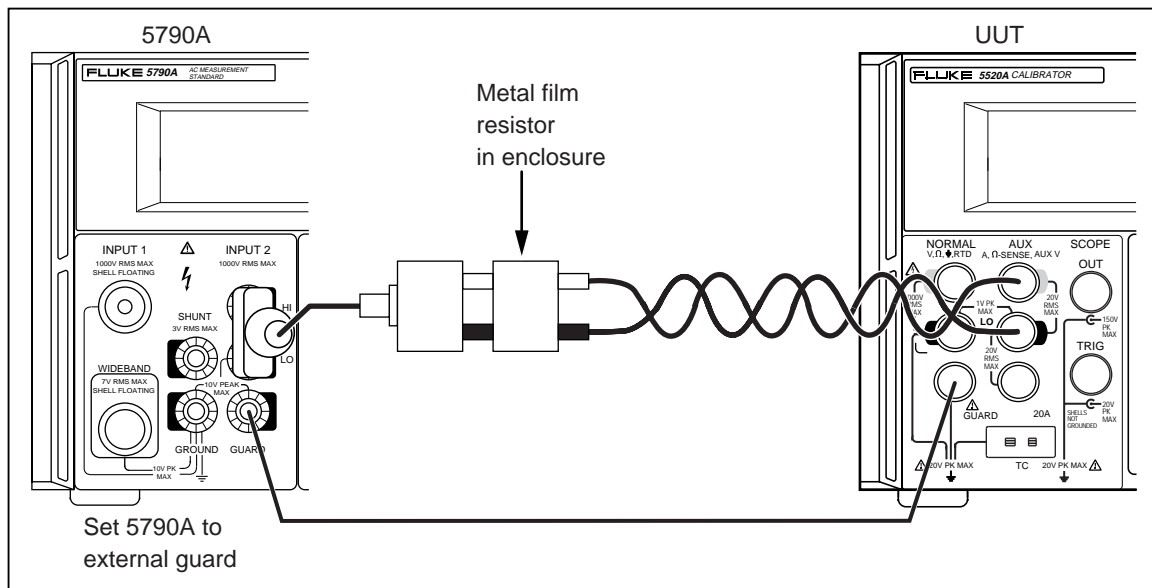 5790A
FLUKE 5790A AC MEASUREMENT
STANDARD
INPUT 1
1000V RMS MAX
SHELL FLOATING
INPUT 2
1000V RMS MAX
HI
LO
SHUNT
3V RMS MAX
WIDEBAND
7V RMS MAX
SHELL FLOATING
10V PEAK
MAX
GROUND
GUARD
10V PK
MAX
Set 5790A to
external guard
Metal film
resistor
in enclosure
UUT
FLUKE 5520A CALIBRATOR
NORMAL
AUX
A, Ω-SENSE, AUX V
SCOPE
OUT
1V PK
MAX
LO
20V
RMS
MAX
20V
RMS
MAX
150V
PK
MAX
TRIG
20V
PK
MAX
SHELLS
NOT
GROUNDED
GUARD
20A
TC
20V PK MAX
20V PK MAX